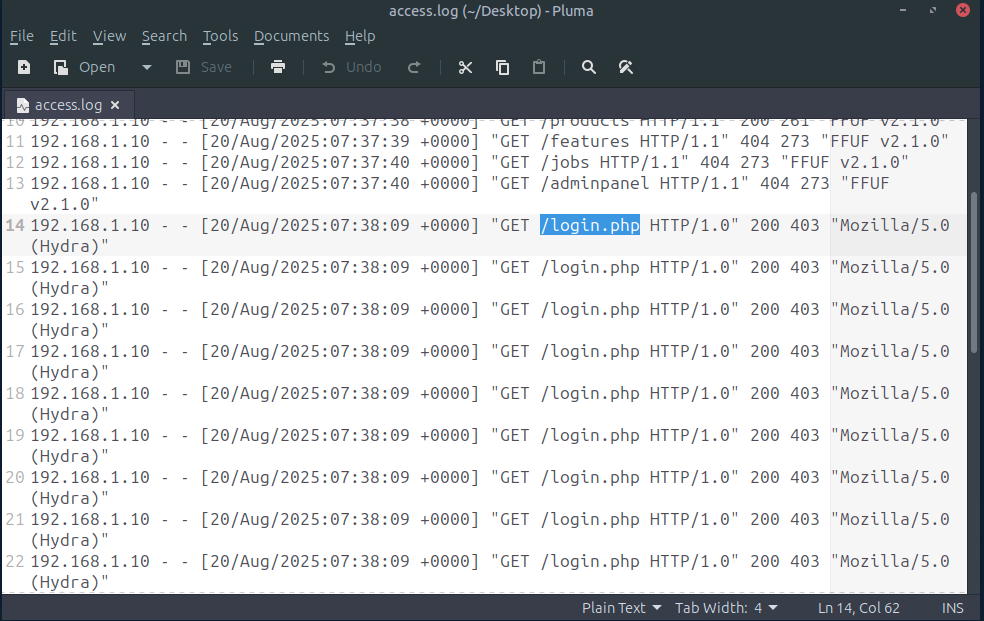 access.log (~/Desktop) - Pluma
File Edit View Search Tools Documents Help
Open Save Undo
access.log
10 192.168.1.10 - - [20/Aug/2025:07:37:38 +0000] "GET /products HTTP/1.1" 200 261 "FFUF v2.1.0"
11 192.168.1.10 - - [20/Aug/2025:07:37:39 +0000] "GET /features HTTP/1.1" 404 273 "FFUF v2.1.0"
12 192.168.1.10 - - [20/Aug/2025:07:37:40 +0000] "GET /jobs HTTP/1.1" 404 273 "FFUF v2.1.0"
13 192.168.1.10 - - [20/Aug/2025:07:37:40 +0000] "GET /adminpanel HTTP/1.1" 404 273 "FFUF
v2.1.0"
14 192.168.1.10 - - [20/Aug/2025:07:38:09 +0000] "GET /login.php HTTP/1.0" 200 403 "Mozilla/5.0
(Hydra)"
15 192.168.1.10 - - [20/Aug/2025:07:38:09 +0000] "GET /login.php HTTP/1.0" 200 403 "Mozilla/5.0
(Hydra)"
16 192.168.1.10 - - [20/Aug/2025:07:38:09 +0000] "GET /login.php HTTP/1.0" 200 403 "Mozilla/5.0
(Hydra)"
17 192.168.1.10 - - [20/Aug/2025:07:38:09 +0000] "GET /login.php HTTP/1.0" 200 403 "Mozilla/5.0
(Hydra)"
18 192.168.1.10 - - [20/Aug/2025:07:38:09 +0000] "GET /login.php HTTP/1.0" 200 403 "Mozilla/5.0
(Hydra)"
19 192.168.1.10 - - [20/Aug/2025:07:38:09 +0000] "GET /login.php HTTP/1.0" 200 403 "Mozilla/5.0
(Hydra)"
20 192.168.1.10 - - [20/Aug/2025:07:38:09 +0000] "GET /login.php HTTP/1.0" 200 403 "Mozilla/5.0
(Hydra)"
21 192.168.1.10 - - [20/Aug/2025:07:38:09 +0000] "GET /login.php HTTP/1.0" 200 403 "Mozilla/5.0
(Hydra)"
22 192.168.1.10 - - [20/Aug/2025:07:38:09 +0000] "GET /login.php HTTP/1.0" 200 403 "Mozilla/5.0
(Hydra)"
Plain Text Tab Width: 4 Ln 14, Col 62 INS